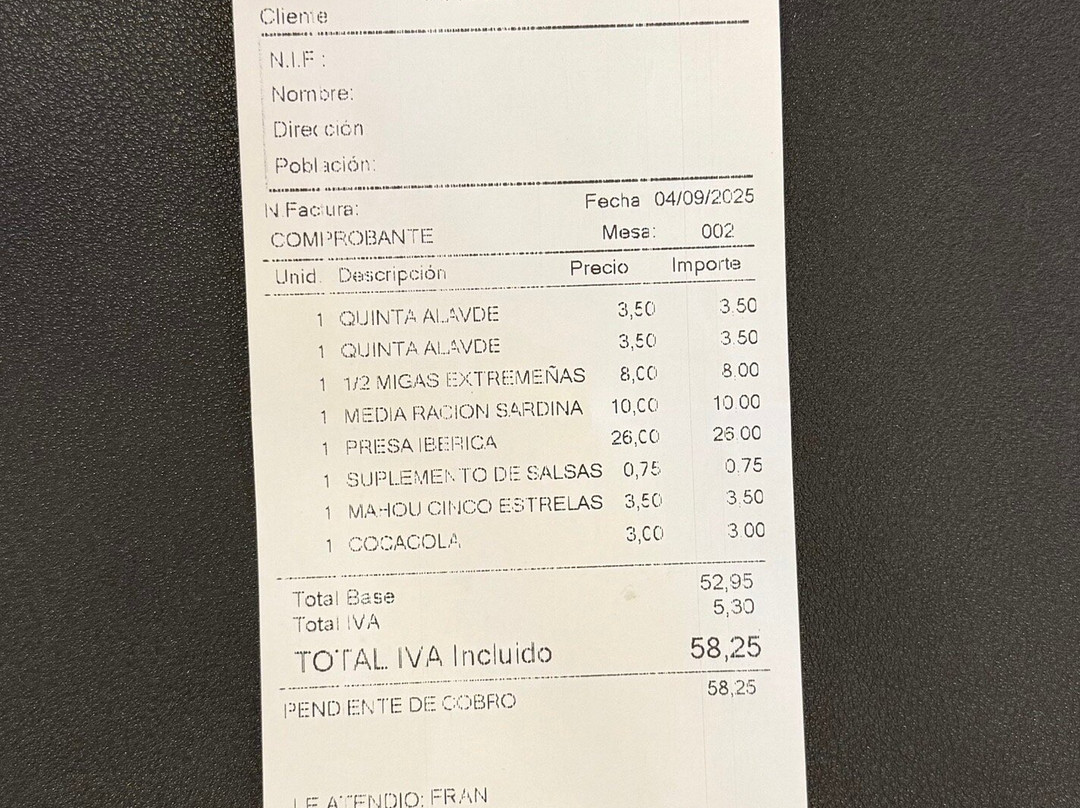 Cliente
N.I.F :
Nombre:
Dirección
Población:
N.Factura: Fecha 04/09/2025
COMPROBANTE Mesa: 002
Unid. Descripción Precio Importe
1 QUINTA ALAVDE 3,50 3.50
1 QUINTA ALAVDE 3,50 3.50
1 1/2 MIGAS EXTREMEÑAS 8,00 8.00
1 MEDIA RACION SARDINA 10,00 10.00
1 PRESA IBERICA 26,00 26.00
1 SUPLEMENTO DE SALSAS 0,75 0.75
1 MAHOU CINCO ESTRELAS 3,50 3.50
1 COCACOLA 3,00 3.00
Total Base 52,95
Total IVA 5,30
TOTAL IVA Incluido 58,25
PENDIENTE DE COBRO 58,25
LE ATENDIO: FRAN